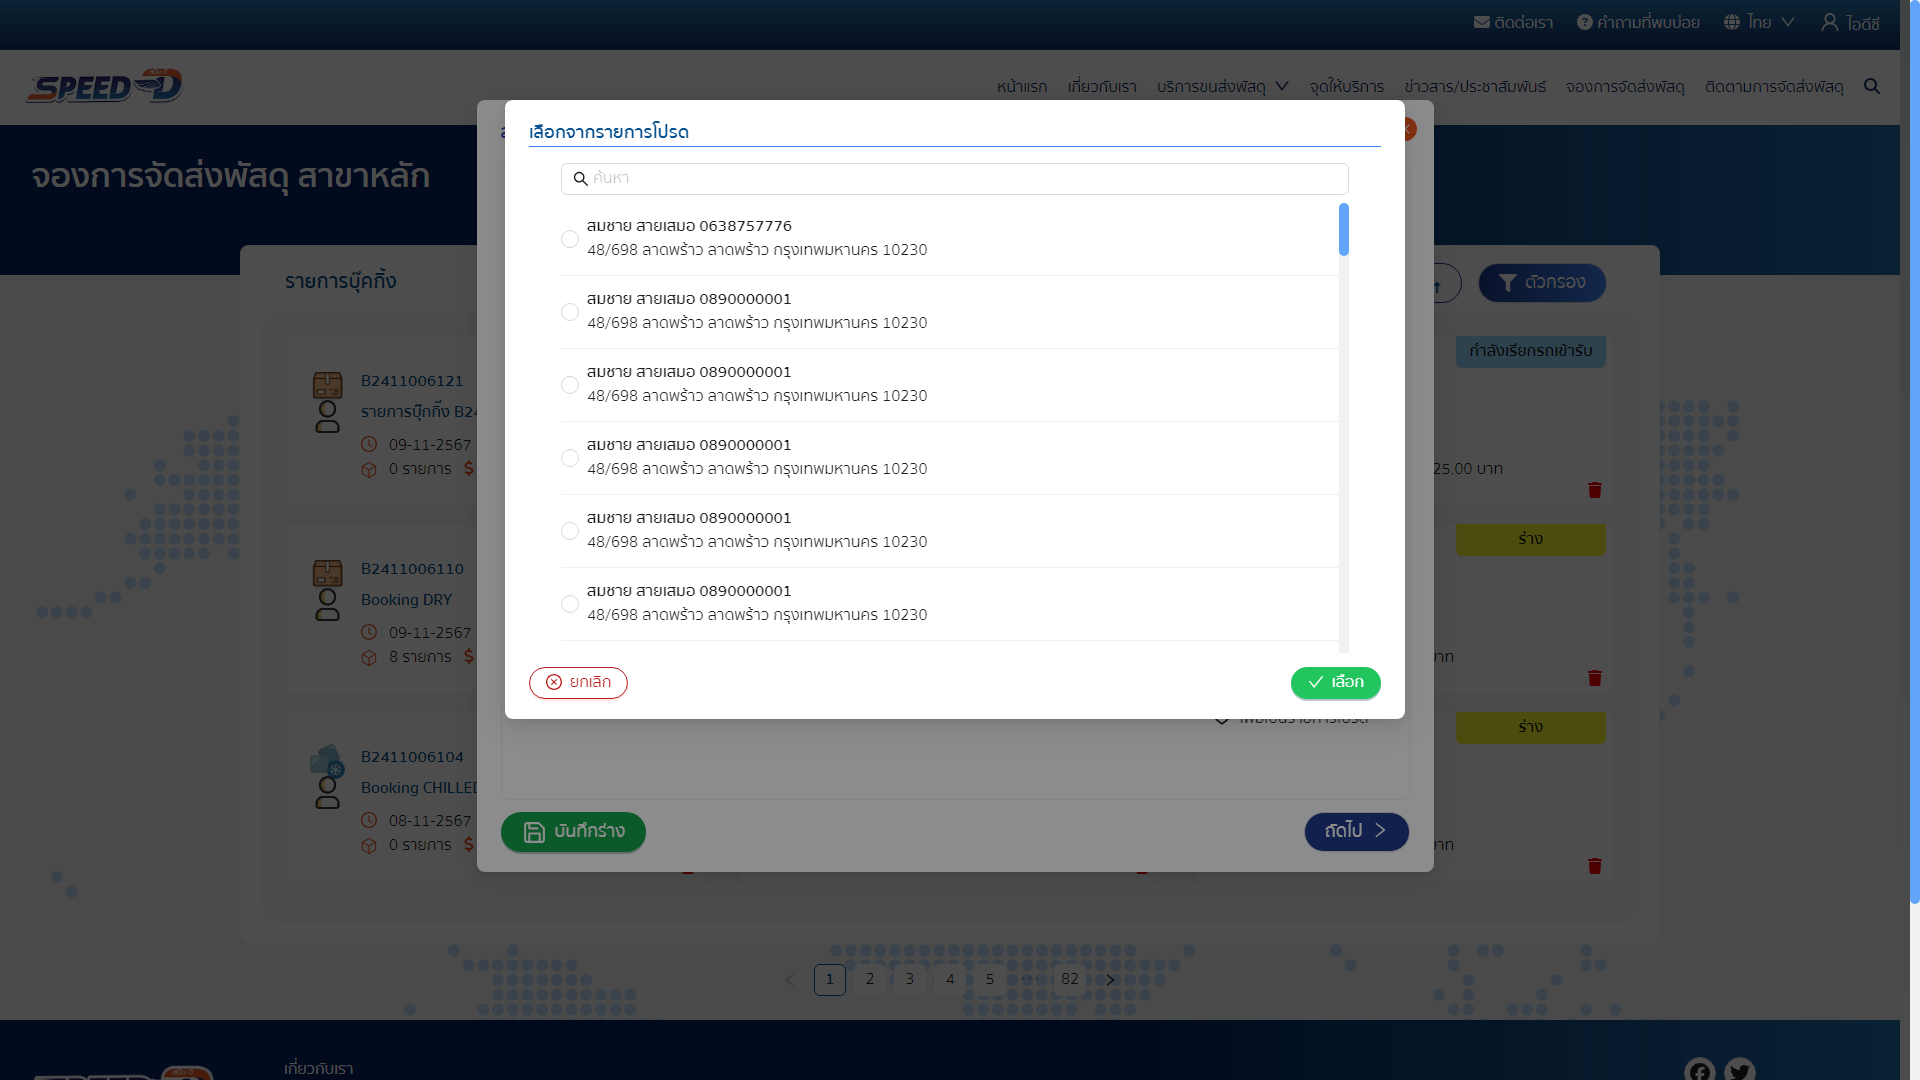 ติดต่อเรา คำถามที่พบบ่อย ไทย ไอดีซี
SPEED-D
หน้าแรก เกี่ยวกับเรา บริการขนส่งพัสดุ จุดให้บริการ ข่าวสาร/ประชาสัมพันธ์ จองการจัดส่งพัสดุ ติดตามการจัดส่งพัสดุ
จองการจัดส่งพัสดุ สาขาหลัก
เลือกจากรายการโปรด
ค้นหา
สมชาย สายเสมอ 0638757776
48/698 ลาดพร้าว ลาดพร้าว กรุงเทพมหานคร 10230
สมชาย สายเสมอ 0890000001
48/698 ลาดพร้าว ลาดพร้าว กรุงเทพมหานคร 10230
สมชาย สายเสมอ 0890000001
48/698 ลาดพร้าว ลาดพร้าว กรุงเทพมหานคร 10230
สมชาย สายเสมอ 0890000001
48/698 ลาดพร้าว ลาดพร้าว กรุงเทพมหานคร 10230
สมชาย สายเสมอ 0890000001
48/698 ลาดพร้าว ลาดพร้าว กรุงเทพมหานคร 10230
สมชาย สายเสมอ 0890000001
48/698 ลาดพร้าว ลาดพร้าว กรุงเทพมหานคร 10230
ยกเลิก เลือก
บันทึกร่าง ถัดไป
รายการบุ๊คกิ้ง ตัวกรอง
กำลังเรียกรถเข้ารับ
B2411006121
รายการบุ๊กกิ๊ง B24
09-11-2567
0 รายการ
25.00 บาท
ร่าง
B2411006110
Booking DRY
09-11-2567
8 รายการ
ร่าง
B2411006104
Booking CHILLED
08-11-2567
0 รายการ
1 2 3 4 5 ••• 82
เกี่ยวกับเรา